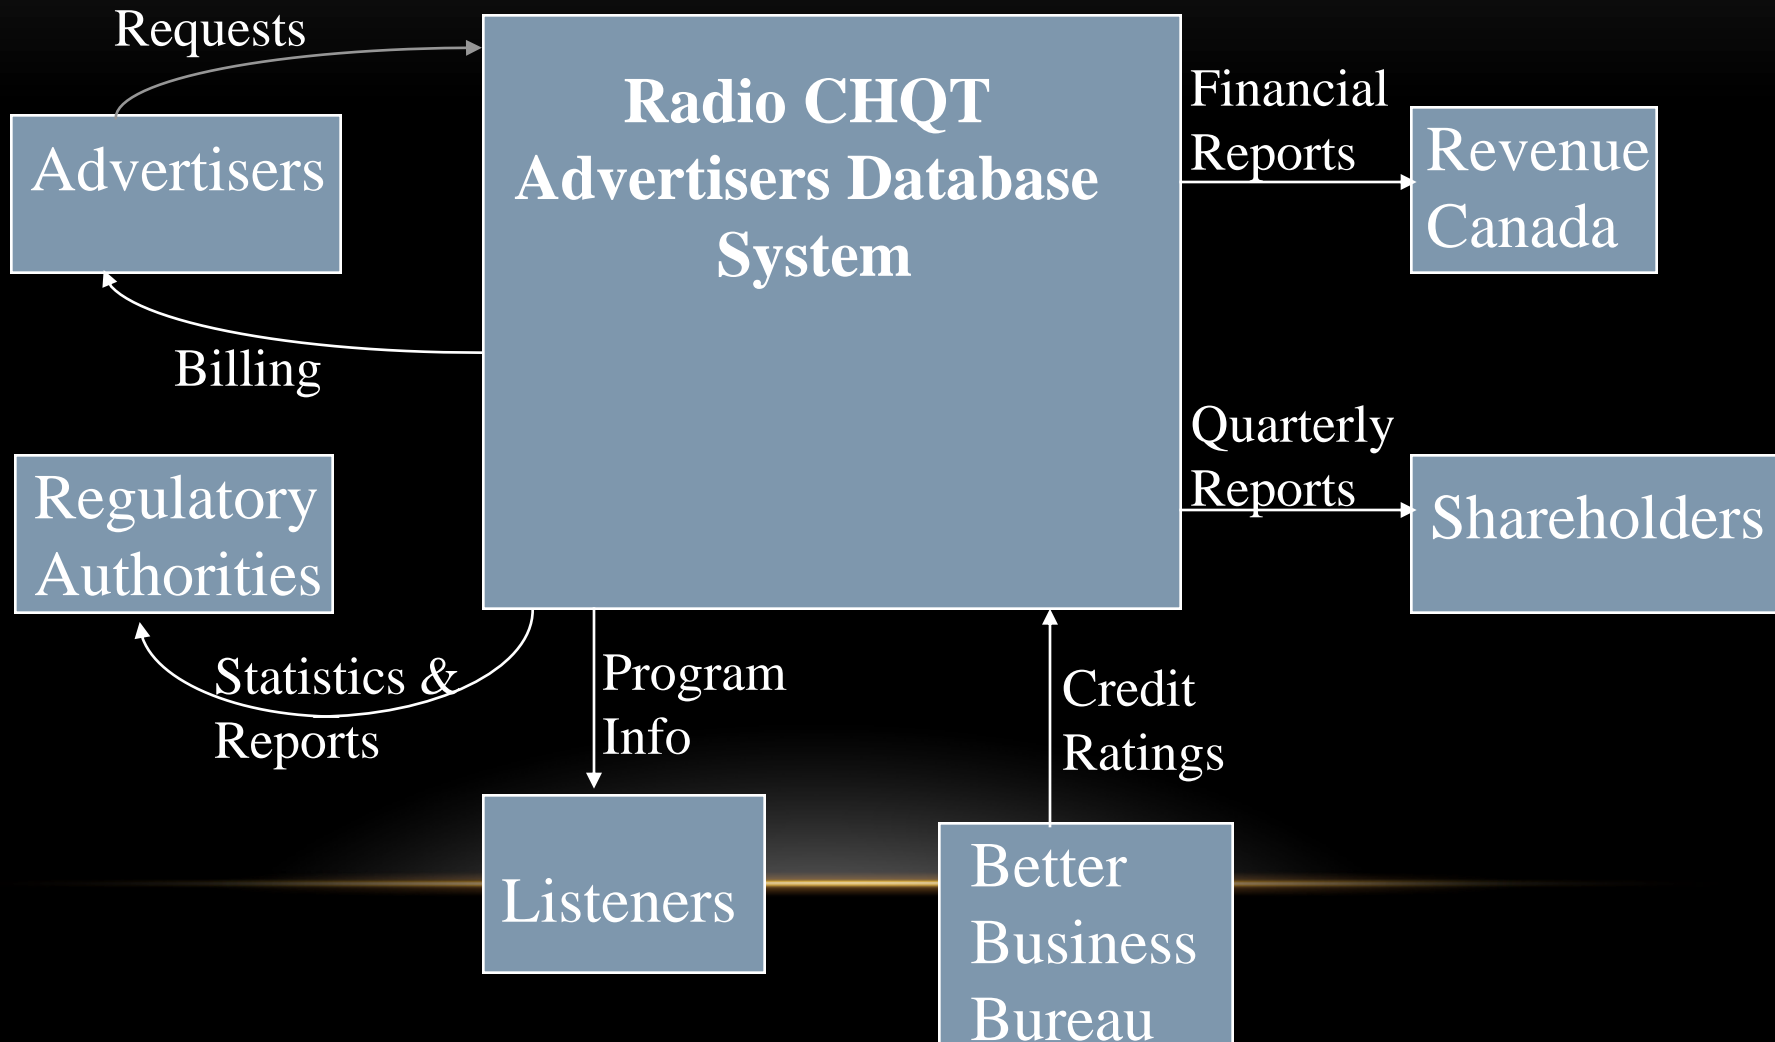 Requests
Radio CHQT
Advertisers Database
System
Financial
Reports
Revenue
Canada
Advertisers
Billing
Quarterly
Reports
Shareholders
Regulatory
Authorities
Statistics &
Reports
Program
Info
Credit
Ratings
Listeners
Better
Business
Bureau